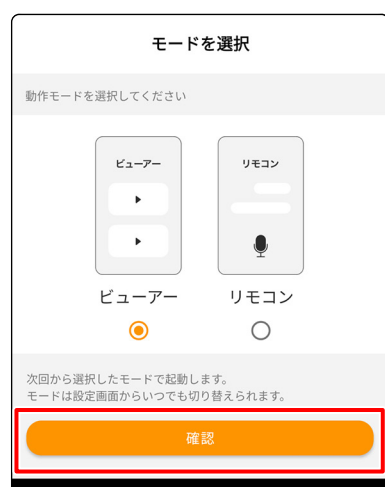 モードを選択
動作モードを選択してください
ビューアー
リモコン
ビューアー
リモコン
次回から選択したモードで起動します。
モードは設定画面からいつでも切り替えられます。
確認